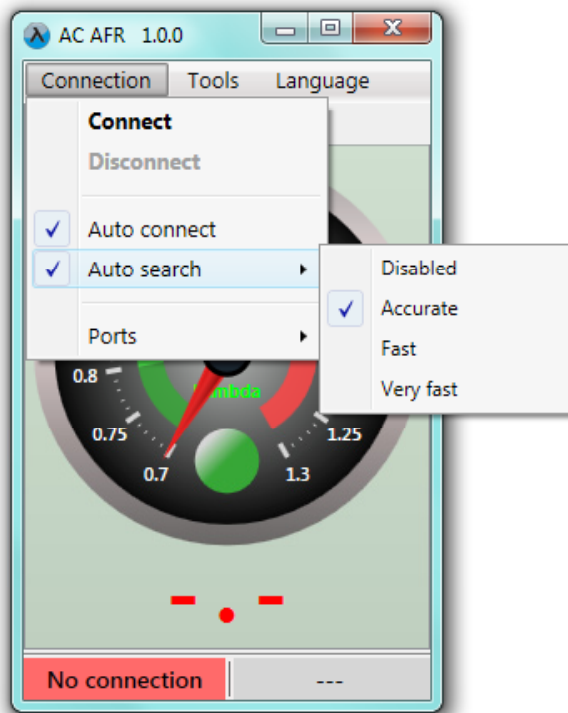 AC AFR 1.0.0
Connection Tools Language
Connect
Disconnect
Auto connect
Auto search
Ports
Disabled
Accurate
Fast
Very fast
0.8
lambda
0.75
1.25
0.7
1.3
-.-
No connection
---